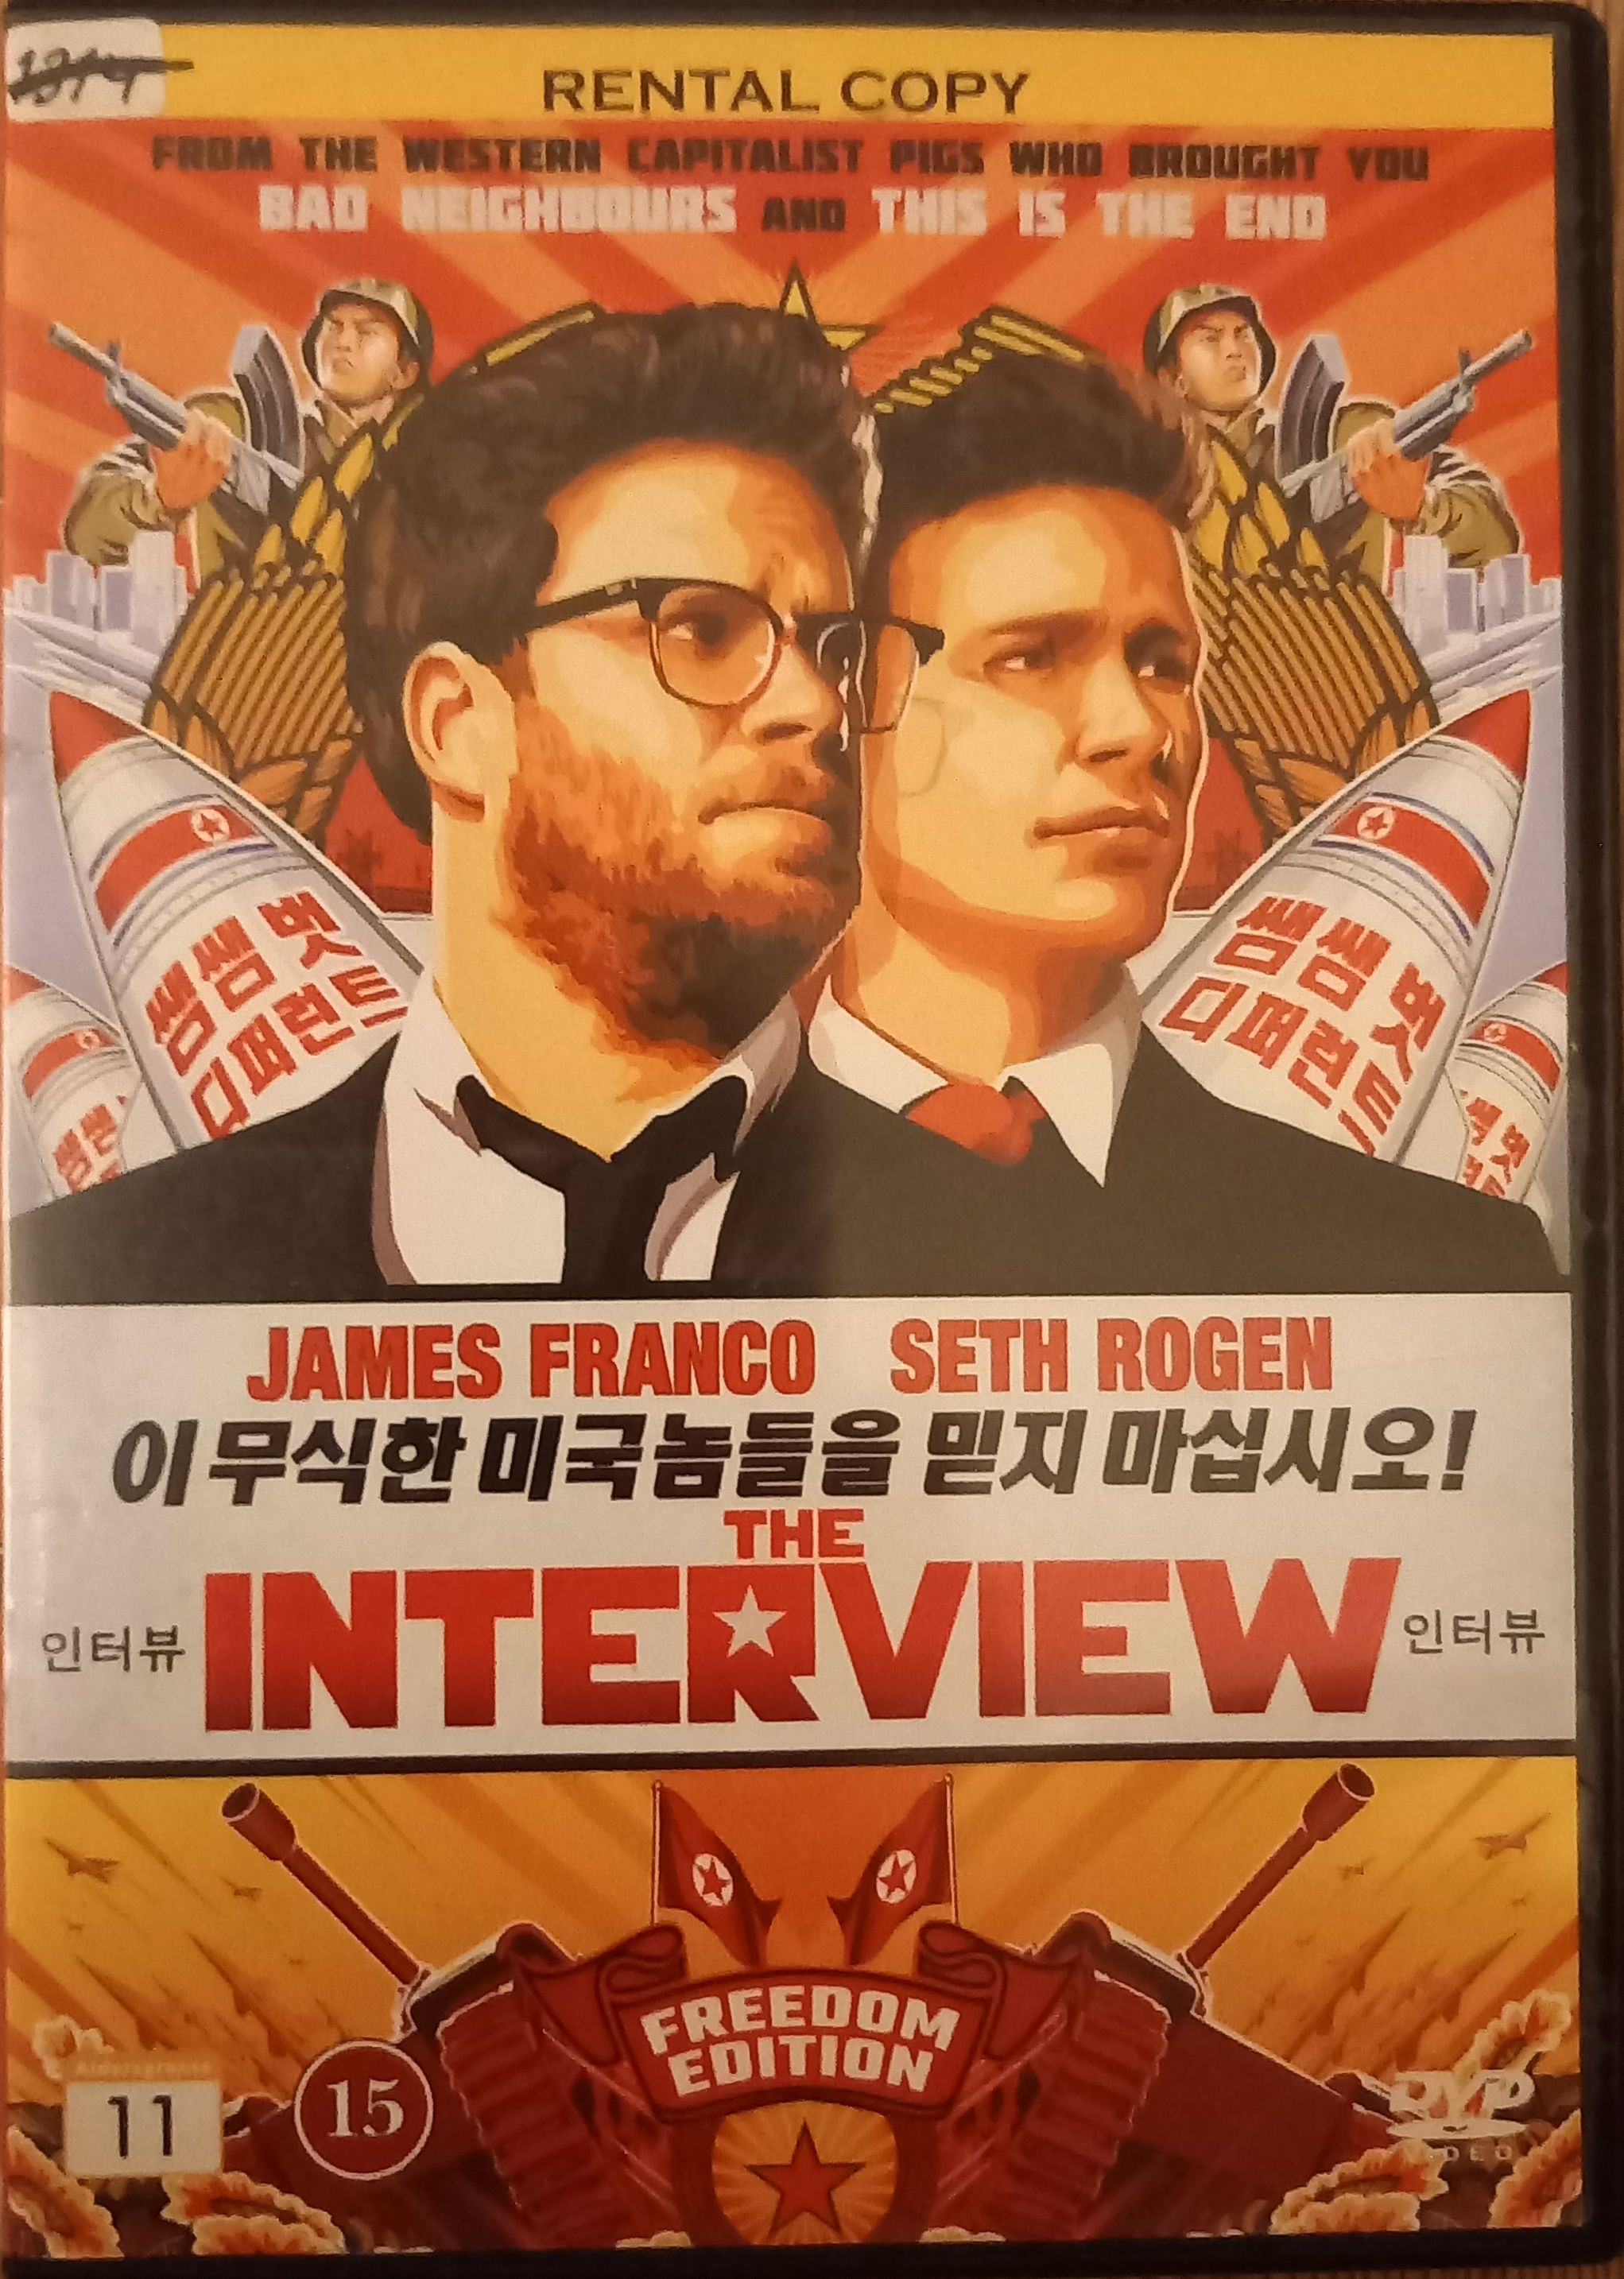 RENTAL COPY
FROM THE WESTERN CAPITALIST PIGS WHO BROUGHT YOU
BAD NEIGHBOURS AND THIS IS THE END
쌤쌤 벗
디퍼런트
쌤쌤 벗
디퍼런트
JAMES FRANCO SETH ROGEN
이 무식한 미국놈들을 믿지 마십시오!
THE
인터뷰 INTERVIEW 인터뷰
FREEDOM
EDITION
Aldersgrense
11
15
DVD
VIDEO